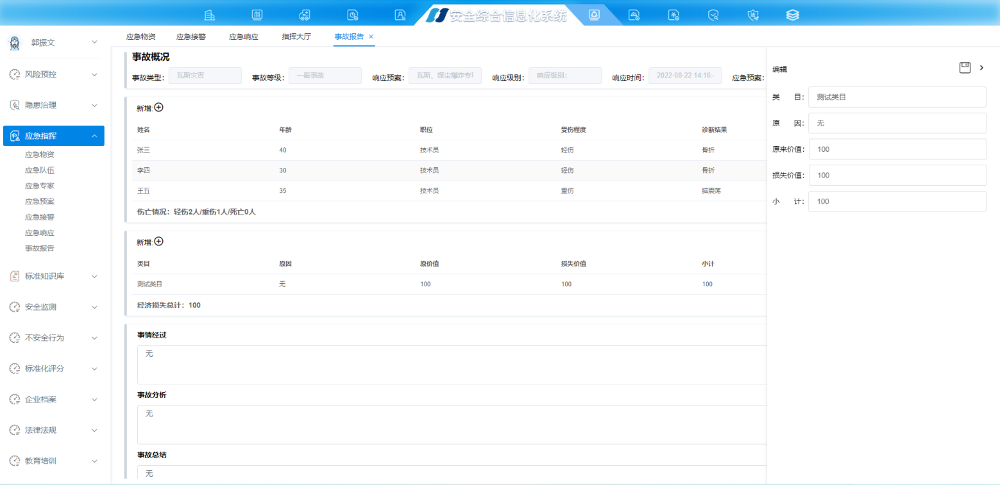 安全综合信息化系统
郭振文
应急物资 应急接警 应急响应 指挥大厅 事故报告 ×
风险预控
隐患治理
应急指挥
应急物资
应急队伍
应急专家
应急预案
应急接警
应急响应
事故报告
标准知识库
安全监测
不安全行为
标准化评分
企业档案
法律法规
教育培训
事故概况
事故类型: 瓦斯灾害 事故等级: 一般事故 响应预案: 瓦斯、煤尘爆炸专 响应级别: 响应级别: 响应时间: 2022-08-22 14:16: 应急预案:
新增:
姓名 年龄 职位 受伤程度 诊断结果
张三 40 技术员 轻伤 骨折
李四 30 技术员 轻伤 骨折
王五 35 技术员 重伤 脑震荡
伤亡情况：轻伤2人/重伤1人/死亡0人
新增:
类目 原因 原价值 损失价值 小计
测试类目 无 100 100 100
经济损失总计：100
事情经过
无
事故分析
无
事故总结
无
编辑
类 目: 测试类目
原 因: 无
原来价值: 100
损失价值: 100
小 计: 100